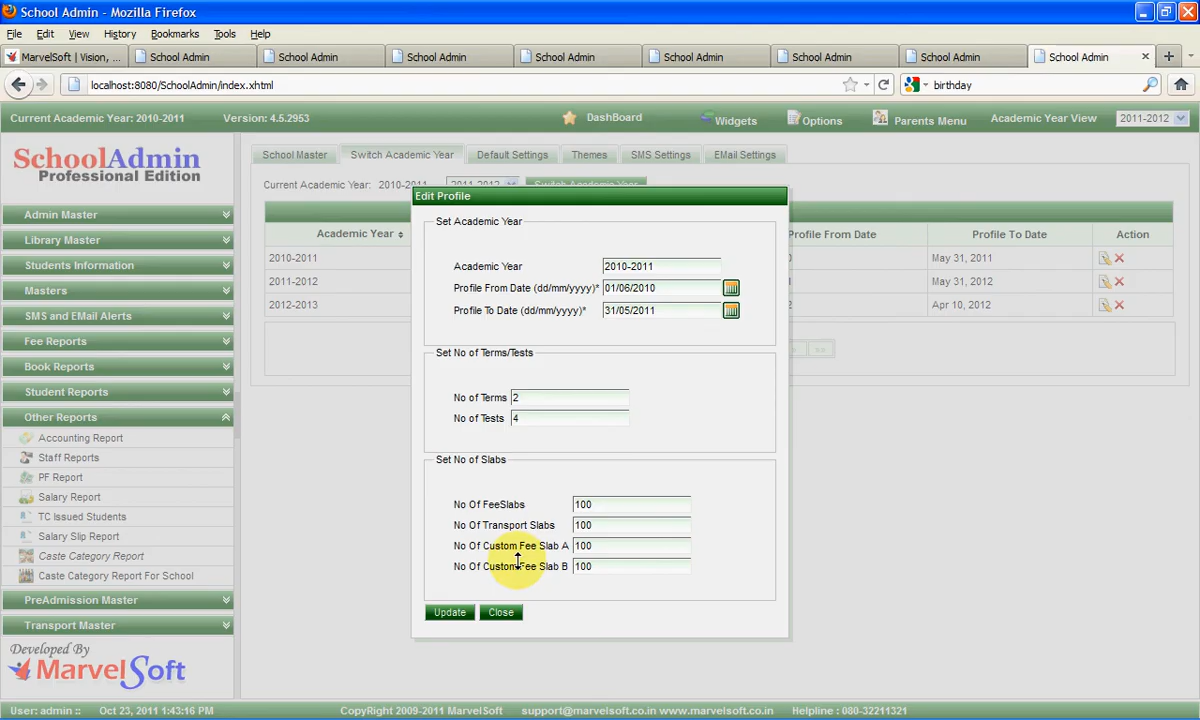 School Admin - Mozilla Firefox
File Edit View History Bookmarks Tools Help
MarvelSoft | Vision, ... School Admin School Admin School Admin School Admin School Admin School Admin School Admin School Admin
localhost:8080/SchoolAdmin/index.xhtml birthday
Current Academic Year: 2010-2011 Version: 4.5.2953 DashBoard Widgets Options Parents Menu Academic Year View 2011-2012
SchoolAdmin
Professional Edition
School Master Switch Academic Year Default Settings Themes SMS Settings EMail Settings
Current Academic Year: 2010-2011 2011-2012 Switch Academic Year
Academic Year Profile From Date Profile To Date Action
2010-2011 May 31, 2011
2011-2012 May 31, 2012
2012-2013 Apr 10, 2012
Admin Master
Library Master
Students Information
Masters
SMS and EMail Alerts
Fee Reports
Book Reports
Student Reports
Other Reports
Accounting Report
Staff Reports
PF Report
Salary Report
TC Issued Students
Salary Slip Report
Caste Category Report
Caste Category Report For School
PreAdmission Master
Transport Master
Developed By
MarvelSoft
Edit Profile
Set Academic Year
Academic Year 2010-2011
Profile From Date (dd/mm/yyyy)* 01/06/2010
Profile To Date (dd/mm/yyyy)* 31/05/2011
Set No of Terms/Tests
No of Terms 2
No of Tests 4
Set No of Slabs
No Of FeeSlabs 100
No Of Transport Slabs 100
No Of Custom Fee Slab A 100
No Of Custom Fee Slab B 100
Update Close
User: admin :: Oct 23, 2011 1:43:16 PM CopyRight 2009-2011 MarvelSoft support@marvelsoft.co.in www.marvelsoft.co.in Helpline : 080-32211321